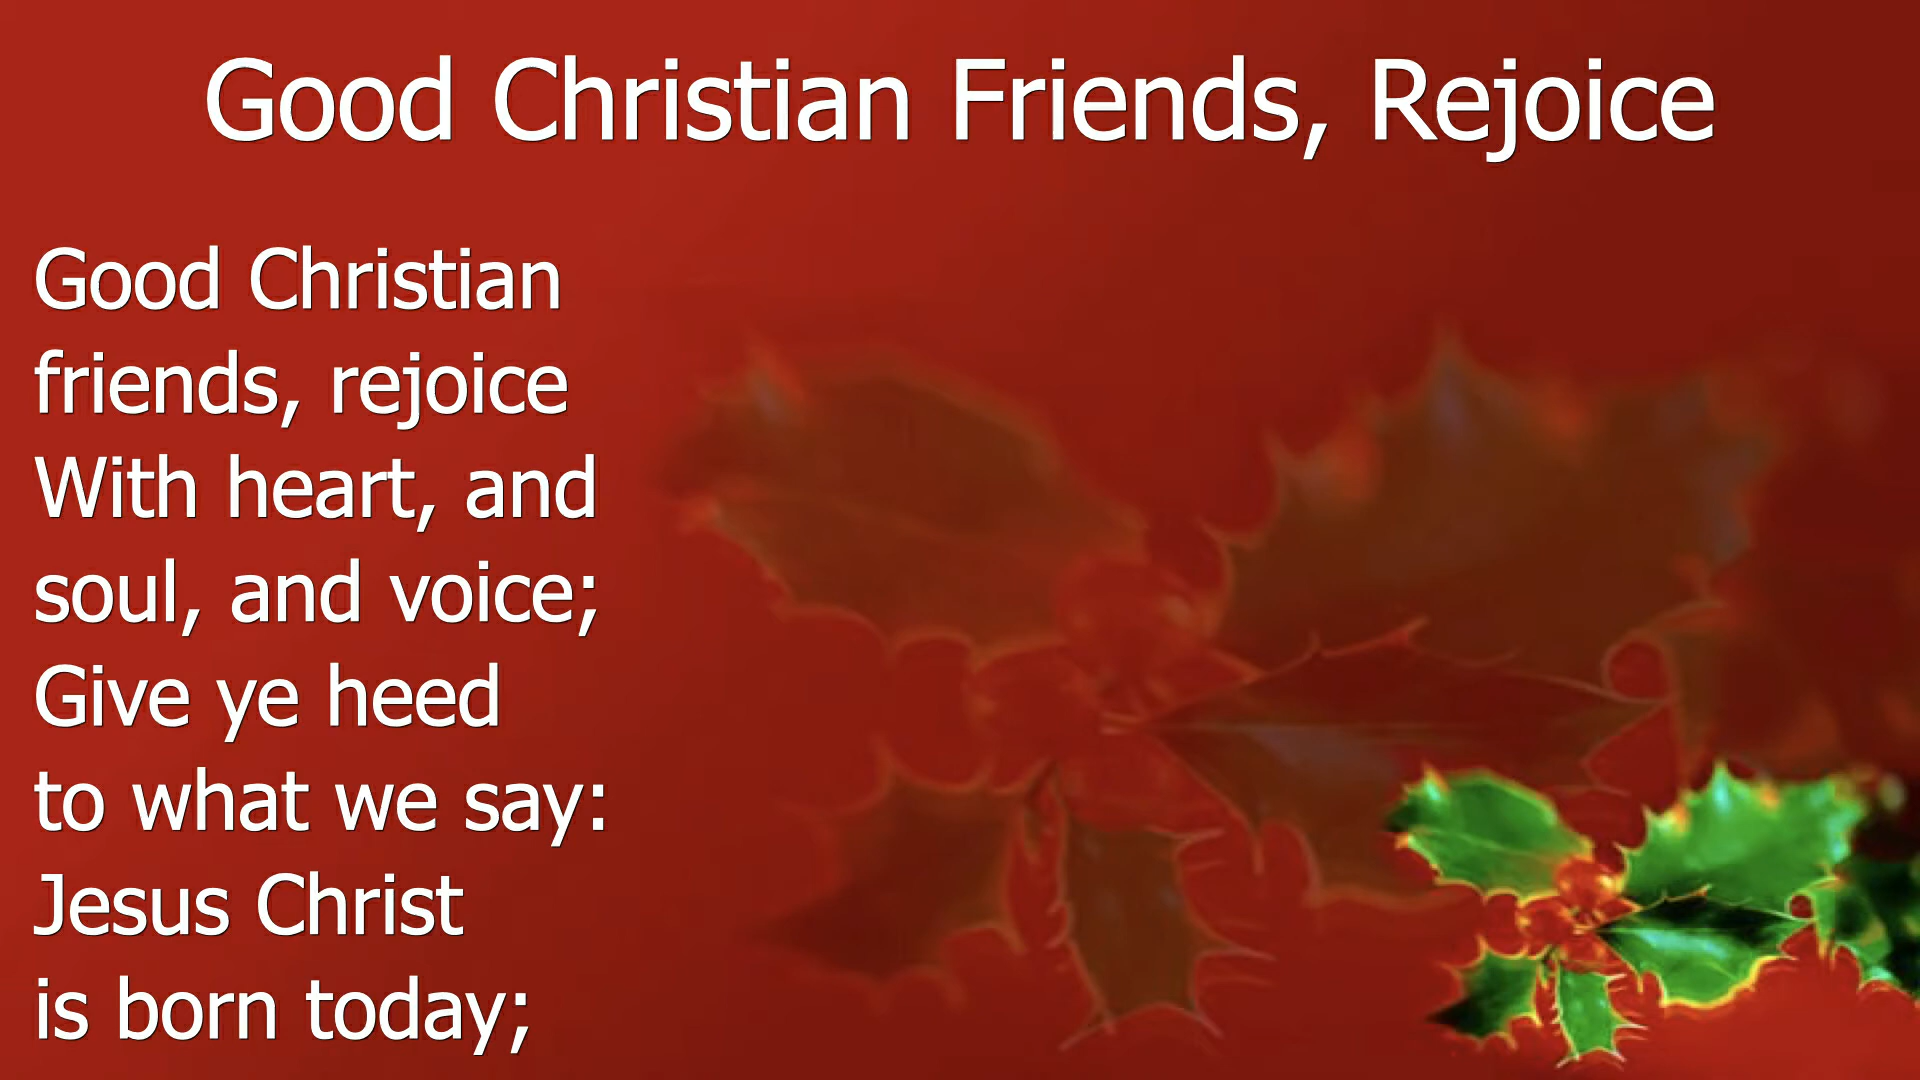 Good Christian Friends, Rejoice
Good Christian
friends, rejoice
With heart, and
soul, and voice;
Give ye heed
to what we say:
Jesus Christ
is born today;